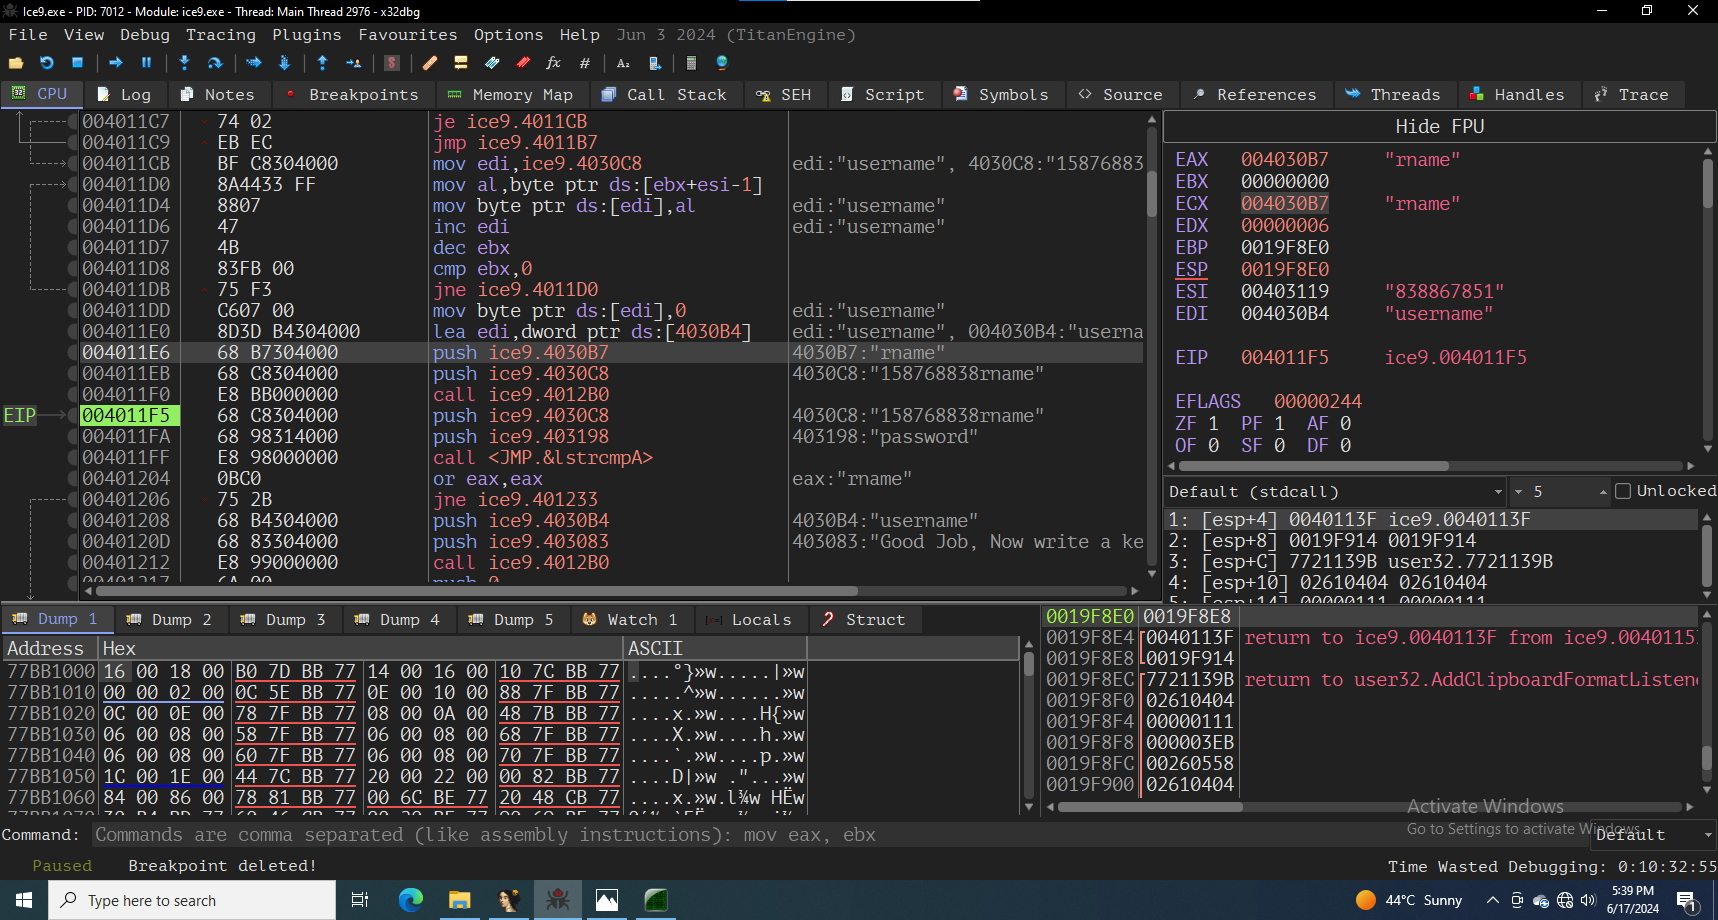 Ice9.exe - PID: 7012 - Module: ice9.exe - Thread: Main Thread 2976 - x32dbg
File View Debug Tracing Plugins Favourites Options Help Jun 3 2024 (TitanEngine)
CPU Log Notes Breakpoints Memory Map Call Stack SEH Script Symbols Source References Threads Handles Trace
004011C7 74 02 je ice9.4011CB
004011C9 EB EC jmp ice9.4011B7
004011CB BF C8304000 mov edi,ice9.4030C8 edi:"username", 4030C8:"15876883
004011D0 8A4433 FF mov al,byte ptr ds:[ebx+esi-1]
004011D4 8807 mov byte ptr ds:[edi],al edi:"username"
004011D6 47 inc edi edi:"username"
004011D7 4B dec ebx
004011D8 83FB 00 cmp ebx,0
004011DB 75 F3 jne ice9.4011D0
004011DD C607 00 mov byte ptr ds:[edi],0 edi:"username"
004011E0 8D3D B4304000 lea edi,dword ptr ds:[4030B4] edi:"username", 004030B4:"userna
004011E6 68 B7304000 push ice9.4030B7 4030B7:"rname"
004011EB 68 C8304000 push ice9.4030C8 4030C8:"158768838rname"
004011F0 E8 BB000000 call ice9.4012B0
EIP 004011F5 68 C8304000 push ice9.4030C8 4030C8:"158768838rname"
004011FA 68 98314000 push ice9.403198 403198:"password"
004011FF E8 98000000 call <JMP.&lstrcmpA>
00401204 0BC0 or eax,eax eax:"rname"
00401206 75 2B jne ice9.401233
00401208 68 B4304000 push ice9.4030B4 4030B4:"username"
0040120D 68 83304000 push ice9.403083 403083:"Good Job, Now write a ke
00401212 E8 99000000 call ice9.4012B0
00401217 6A 00 push 0
Hide FPU
EAX 004030B7 "rname"
EBX 00000000
ECX 004030B7 "rname"
EDX 00000006
EBP 0019F8E0
ESP 0019F8E0
ESI 00403119 "838867851"
EDI 004030B4 "username"
EIP 004011F5 ice9.004011F5
EFLAGS 00000244
ZF 1 PF 1 AF 0
OF 0 SF 0 DF 0
Default (stdcall) 5 Unlocked
1: [esp+4] 0040113F ice9.0040113F
2: [esp+8] 0019F914 0019F914
3: [esp+C] 7721139B user32.7721139B
4: [esp+10] 02610404 02610404
5: [esp+14] 00000111 00000111
Dump 1 Dump 2 Dump 3 Dump 4 Dump 5 Watch 1 Locals Struct
Address Hex ASCII
77BB1000 16 00 18 00 B0 7D BB 77 14 00 16 00 10 7C BB 77 ....°}»w.....|»w
77BB1010 00 00 02 00 0C 5E BB 77 0E 00 10 00 88 7F BB 77 .....^»w.......»w
77BB1020 0C 00 0E 00 78 7F BB 77 08 00 0A 00 48 7B BB 77 ....x.»w....H{»w
77BB1030 06 00 08 00 58 7F BB 77 06 00 08 00 68 7F BB 77 ....X.»w....h.»w
77BB1040 06 00 08 00 60 7F BB 77 06 00 08 00 70 7F BB 77 ....`.»w....p.»w
77BB1050 1C 00 1E 00 44 7C BB 77 20 00 22 00 00 82 BB 77 ....D|»w ."...»w
77BB1060 84 00 86 00 78 81 BB 77 00 6C BE 77 20 48 CB 77 ....x.»w.l¾w HËw
0019F8E0 0019F8E8
0019F8E4 0040113F return to ice9.0040113F from ice9.0040115
0019F8E8 0019F914
0019F8EC 7721139B return to user32.AddClipboardFormatListene
0019F8F0 02610404
0019F8F4 00000111
0019F8F8 000003EB
0019F8FC 00260558
0019F900 02610404
Activate Windows
Go to Settings to activate Windows.
Command: Commands are comma separated (like assembly instructions): mov eax, ebx Default
Paused Breakpoint deleted! Time Wasted Debugging: 0:10:32:55
Type here to search 44°C Sunny 5:39 PM
6/17/2024 1